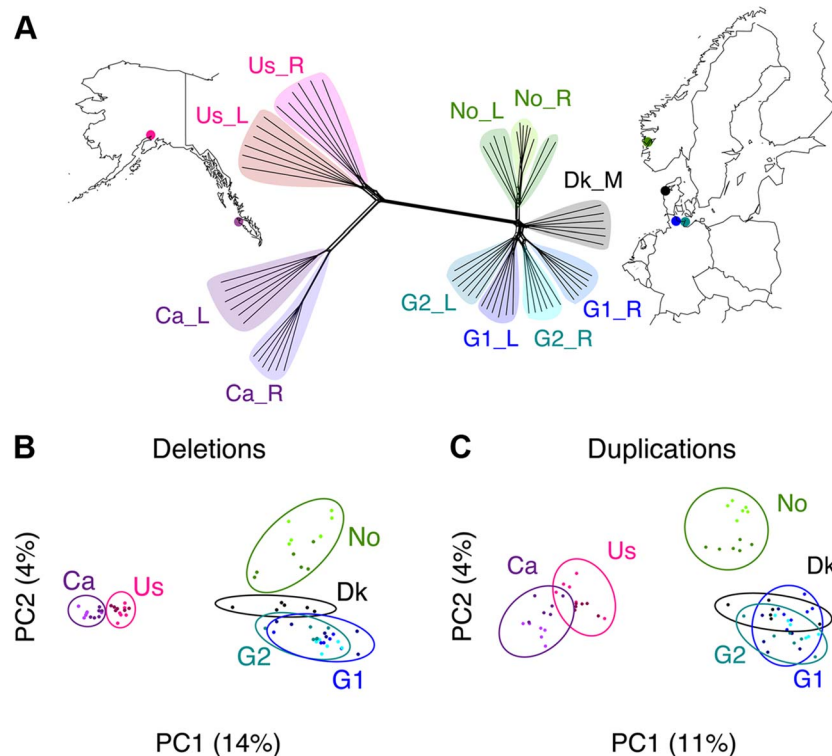 A
Us_R
Us_L
No_R
No_L
Dk_M
Ca_L
Ca_R
G2_L
G1_L
G2_R
G1_R
B
Deletions
PC2 (4%)
Ca
Us
No
Dk
G2
G1
PC1 (14%)
C
Duplications
PC2 (4%)
Ca
Us
No
Dk
G2
G1
PC1 (11%)